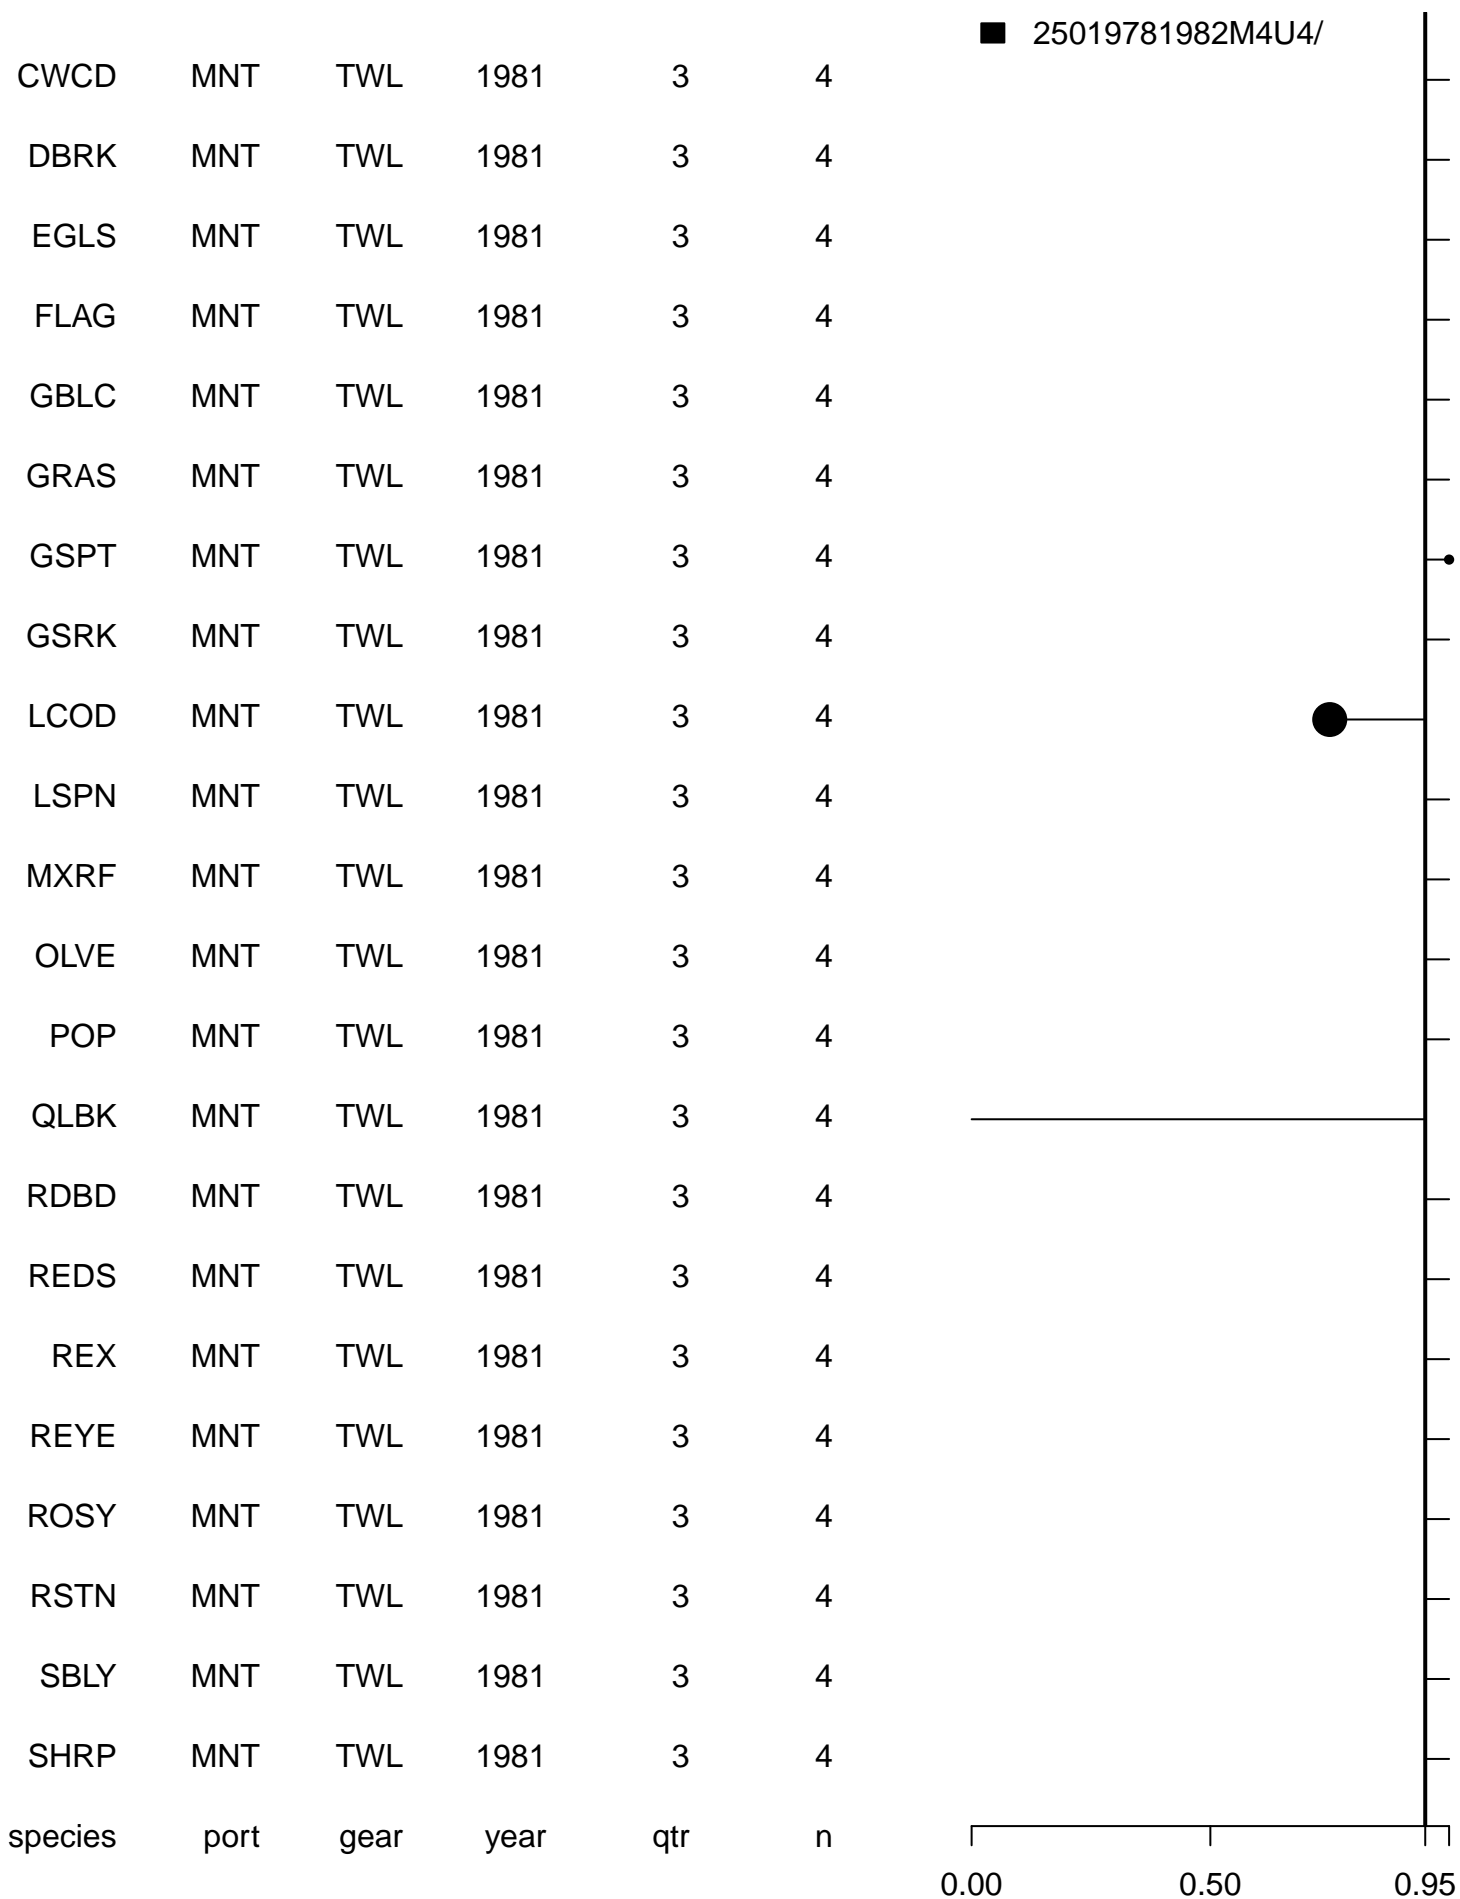 25019781982M4U4/
CWCD MNT TWL 1981 3 4
DBRK MNT TWL 1981 3 4
EGLS MNT TWL 1981 3 4
FLAG MNT TWL 1981 3 4
GBLC MNT TWL 1981 3 4
GRAS MNT TWL 1981 3 4
GSPT MNT TWL 1981 3 4
GSRK MNT TWL 1981 3 4
LCOD MNT TWL 1981 3 4
LSPN MNT TWL 1981 3 4
MXRF MNT TWL 1981 3 4
OLVE MNT TWL 1981 3 4
POP MNT TWL 1981 3 4
QLBK MNT TWL 1981 3 4
RDBD MNT TWL 1981 3 4
REDS MNT TWL 1981 3 4
REX MNT TWL 1981 3 4
REYE MNT TWL 1981 3 4
ROSY MNT TWL 1981 3 4
RSTN MNT TWL 1981 3 4
SBLY MNT TWL 1981 3 4
SHRP MNT TWL 1981 3 4
species port gear year qtr n
0.00 0.50 0.95